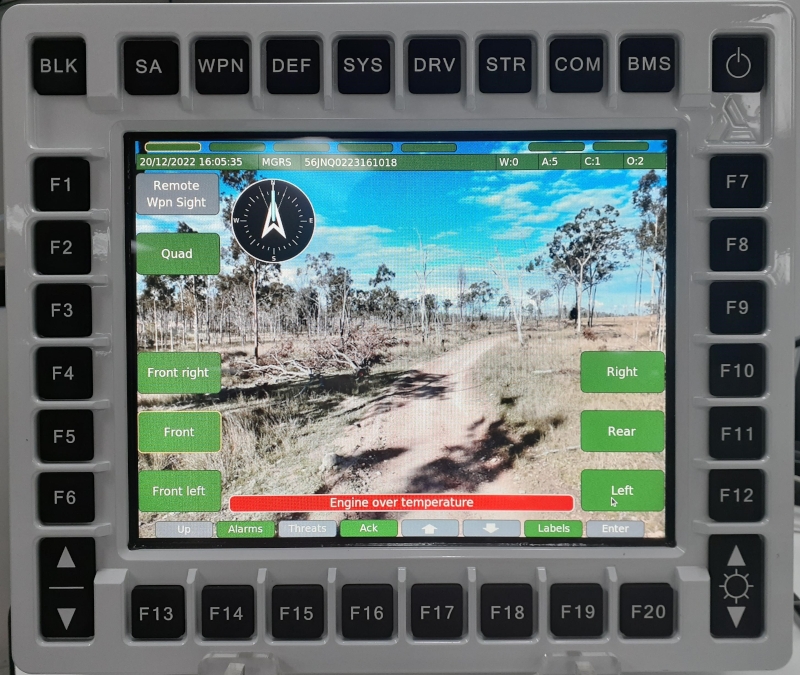 BLK SA WPN DEF SYS DRV STR COM BMS
20/12/2022 16:05:35 MGRS 56JNQ0223161018 W:0 A:5 C:1 O:2
F1
Remote
Wpn Sight
N
W E
S
F7
F2
Quad
F8
F3
F9
F4
Front right
Right
F10
F5
Front
Rear
F11
F6
Front left
Left
F12
Engine over temperature
Up Alarms Threats Ack Labels Enter
F13 F14 F15 F16 F17 F18 F19 F20